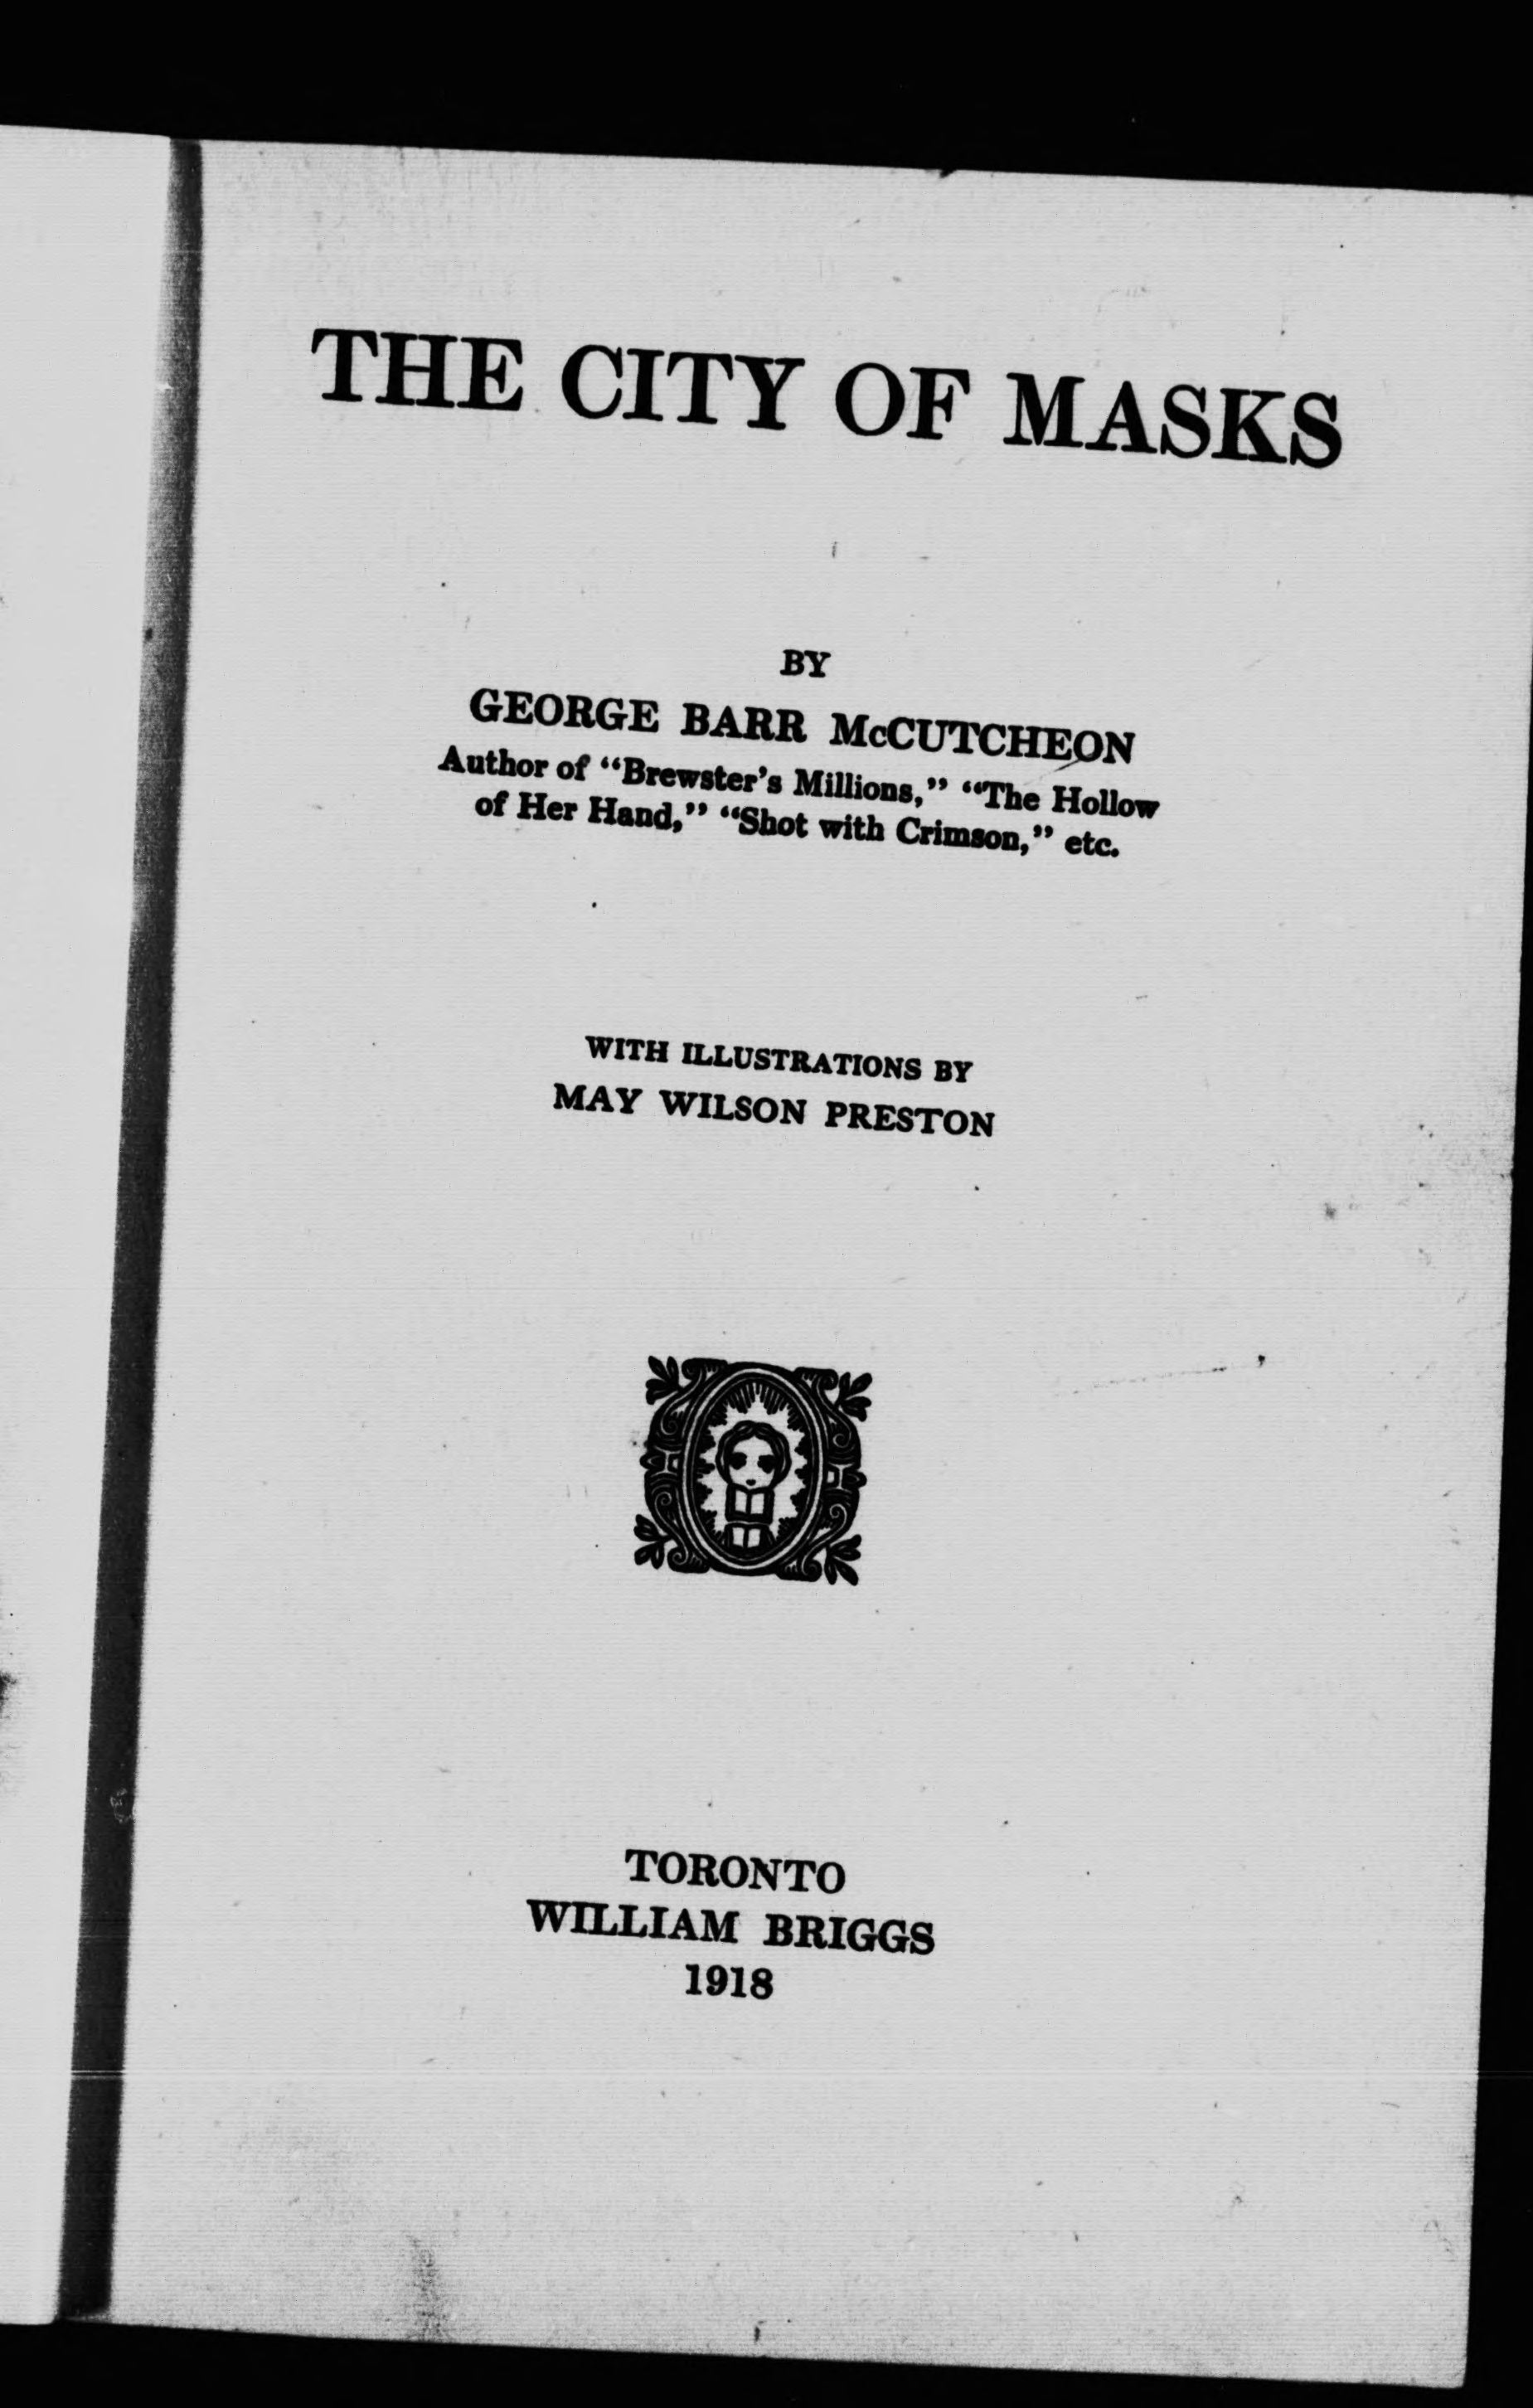 THE CITY OF MASKS
BY
GEORGE BARR McCUTCHEON
Author of “Brewster’s Millions,” “The Hollow
of Her Hand,” “Shot with Crimson,” etc.
WITH ILLUSTRATIONS BY
MAY WILSON PRESTON
TORONTO
WILLIAM BRIGGS
1918